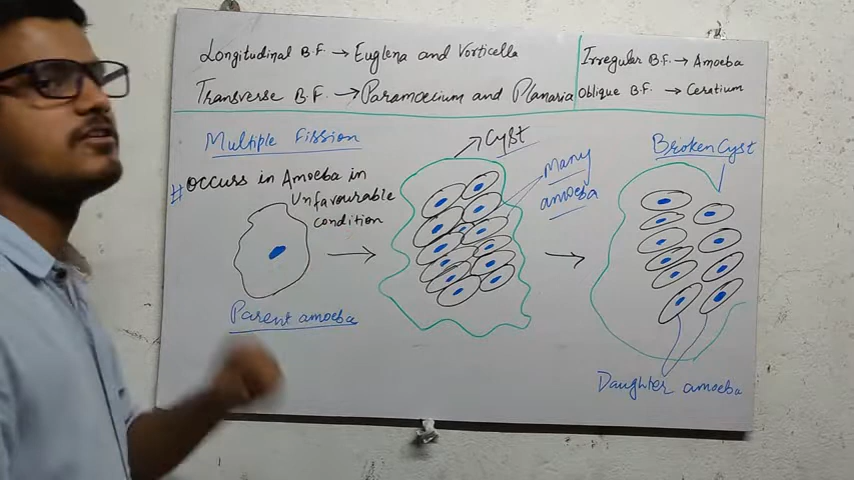 Longitudinal B.F. → Euglena and Vorticella
Transverse B.F. → Paramoecium and Planaria
Irregular B.F. → Amoeba
Oblique B.F. → Ceratium
Multiple Fission
# Occurs in Amoeba in
Unfavourable
condition
Cyst
Many
amoeba
Broken Cyst
Parent amoeba
Daughter amoeba